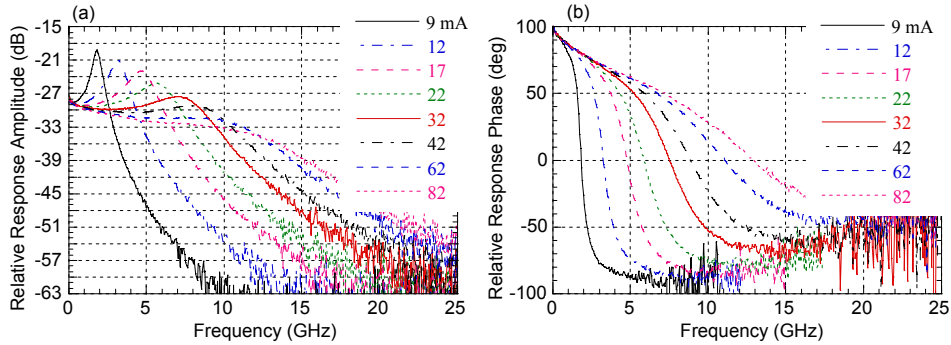 (a)
Relative Response Amplitude (dB)
-15
-21
-27
-33
-39
-45
-51
-57
-63
0 5 10 15 20 25
Frequency (GHz)
9 mA
12
17
22
32
42
62
82
(b)
Relative Response Phase (deg)
100
50
0
-50
-100
0 5 10 15 20 25
Frequency (GHz)
9 mA
12
17
22
32
42
62
82